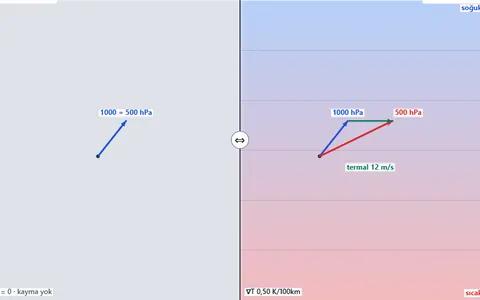 soğuk
1000 = 500 hPa
1000 hPa
500 hPa
termal 12 m/s
= 0 · kayma yok
∇T 0,50 K/100km
sıcak